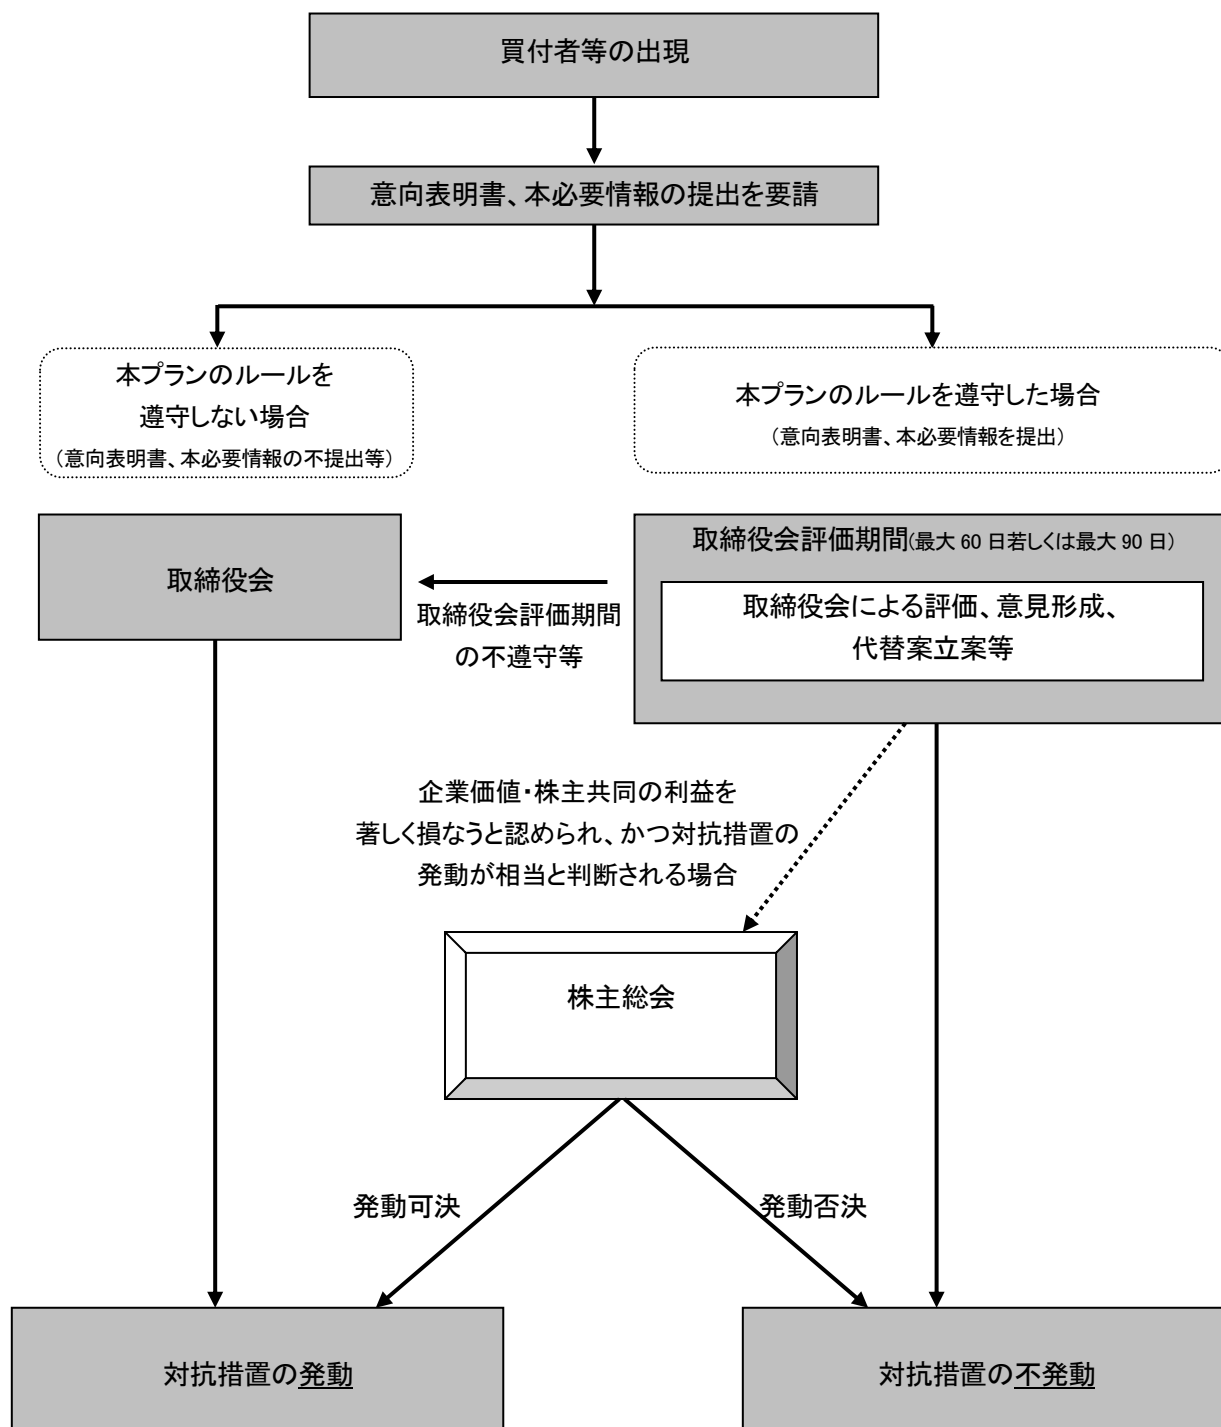 買付者等の出現
意向表明書、本必要情報の提出を要請
本プランのルールを
遵守しない場合
（意向表明書、本必要情報の不提出等）
本プランのルールを遵守した場合
（意向表明書、本必要情報を提出）
取締役会
取締役会評価期間
の不遵守等
取締役会評価期間(最大 60 日若しくは最大 90 日)
取締役会による評価、意見形成、
代替案立案等
企業価値・株主共同の利益を
著しく損なうと認められ、かつ対抗措置の
発動が相当と判断される場合
株主総会
発動可決
発動否決
対抗措置の発動
対抗措置の不発動